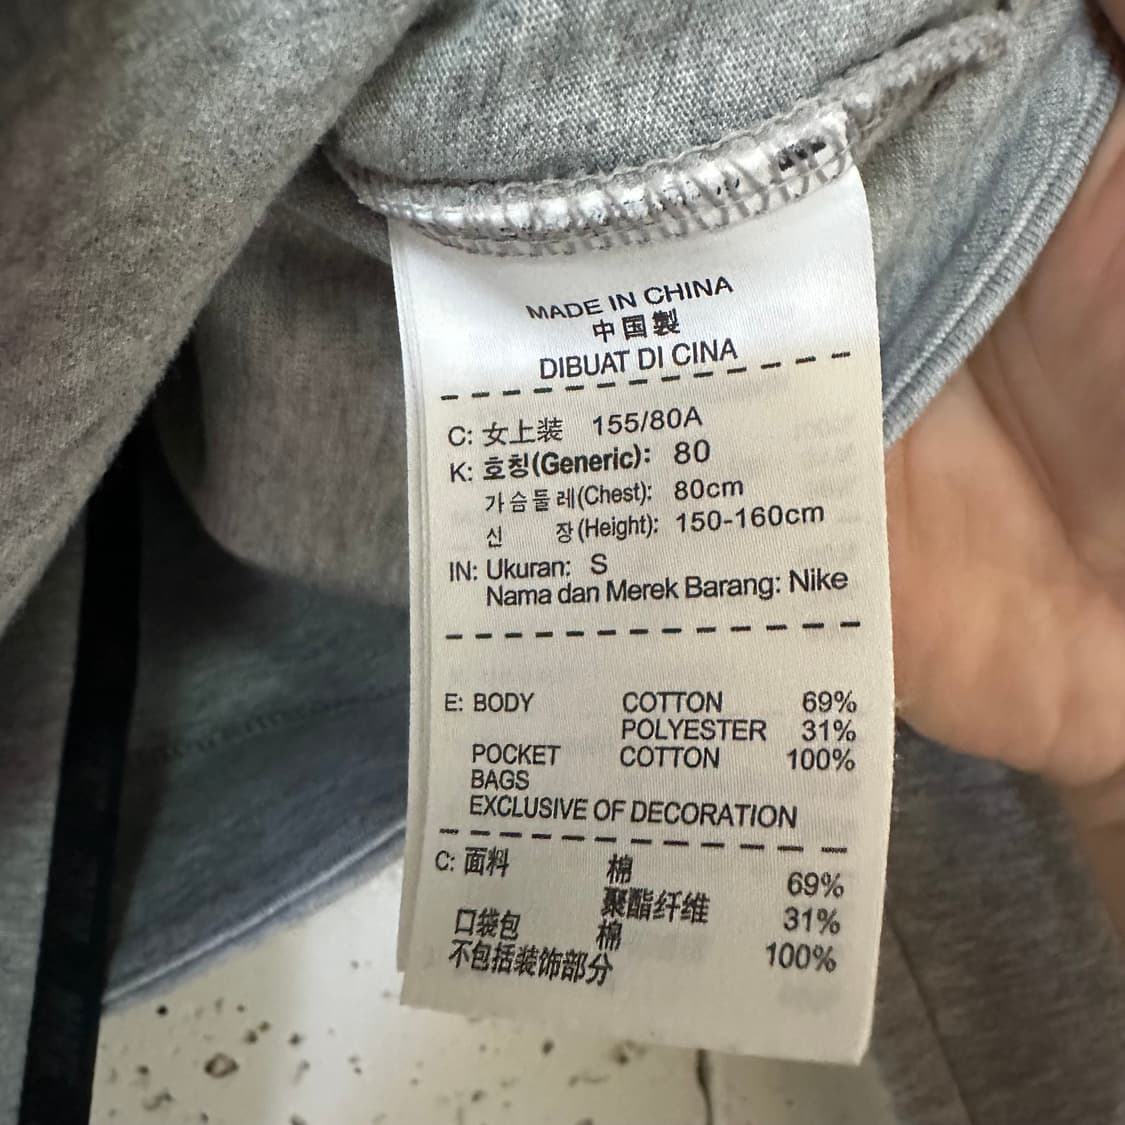 MADE IN CHINA
中国製
DIBUAT DI CINA
C: 女上装 155/80A
K: 호칭(Generic): 80
가슴둘레(Chest): 80cm
신 장(Height): 150-160cm
IN: Ukuran: S
Nama dan Merek Barang: Nike
E: BODY COTTON 69%
POLYESTER 31%
POCKET COTTON 100%
BAGS
EXCLUSIVE OF DECORATION
C: 面料 棉 69%
聚酯纤维 31%
口袋包 棉 100%
不包括装饰部分